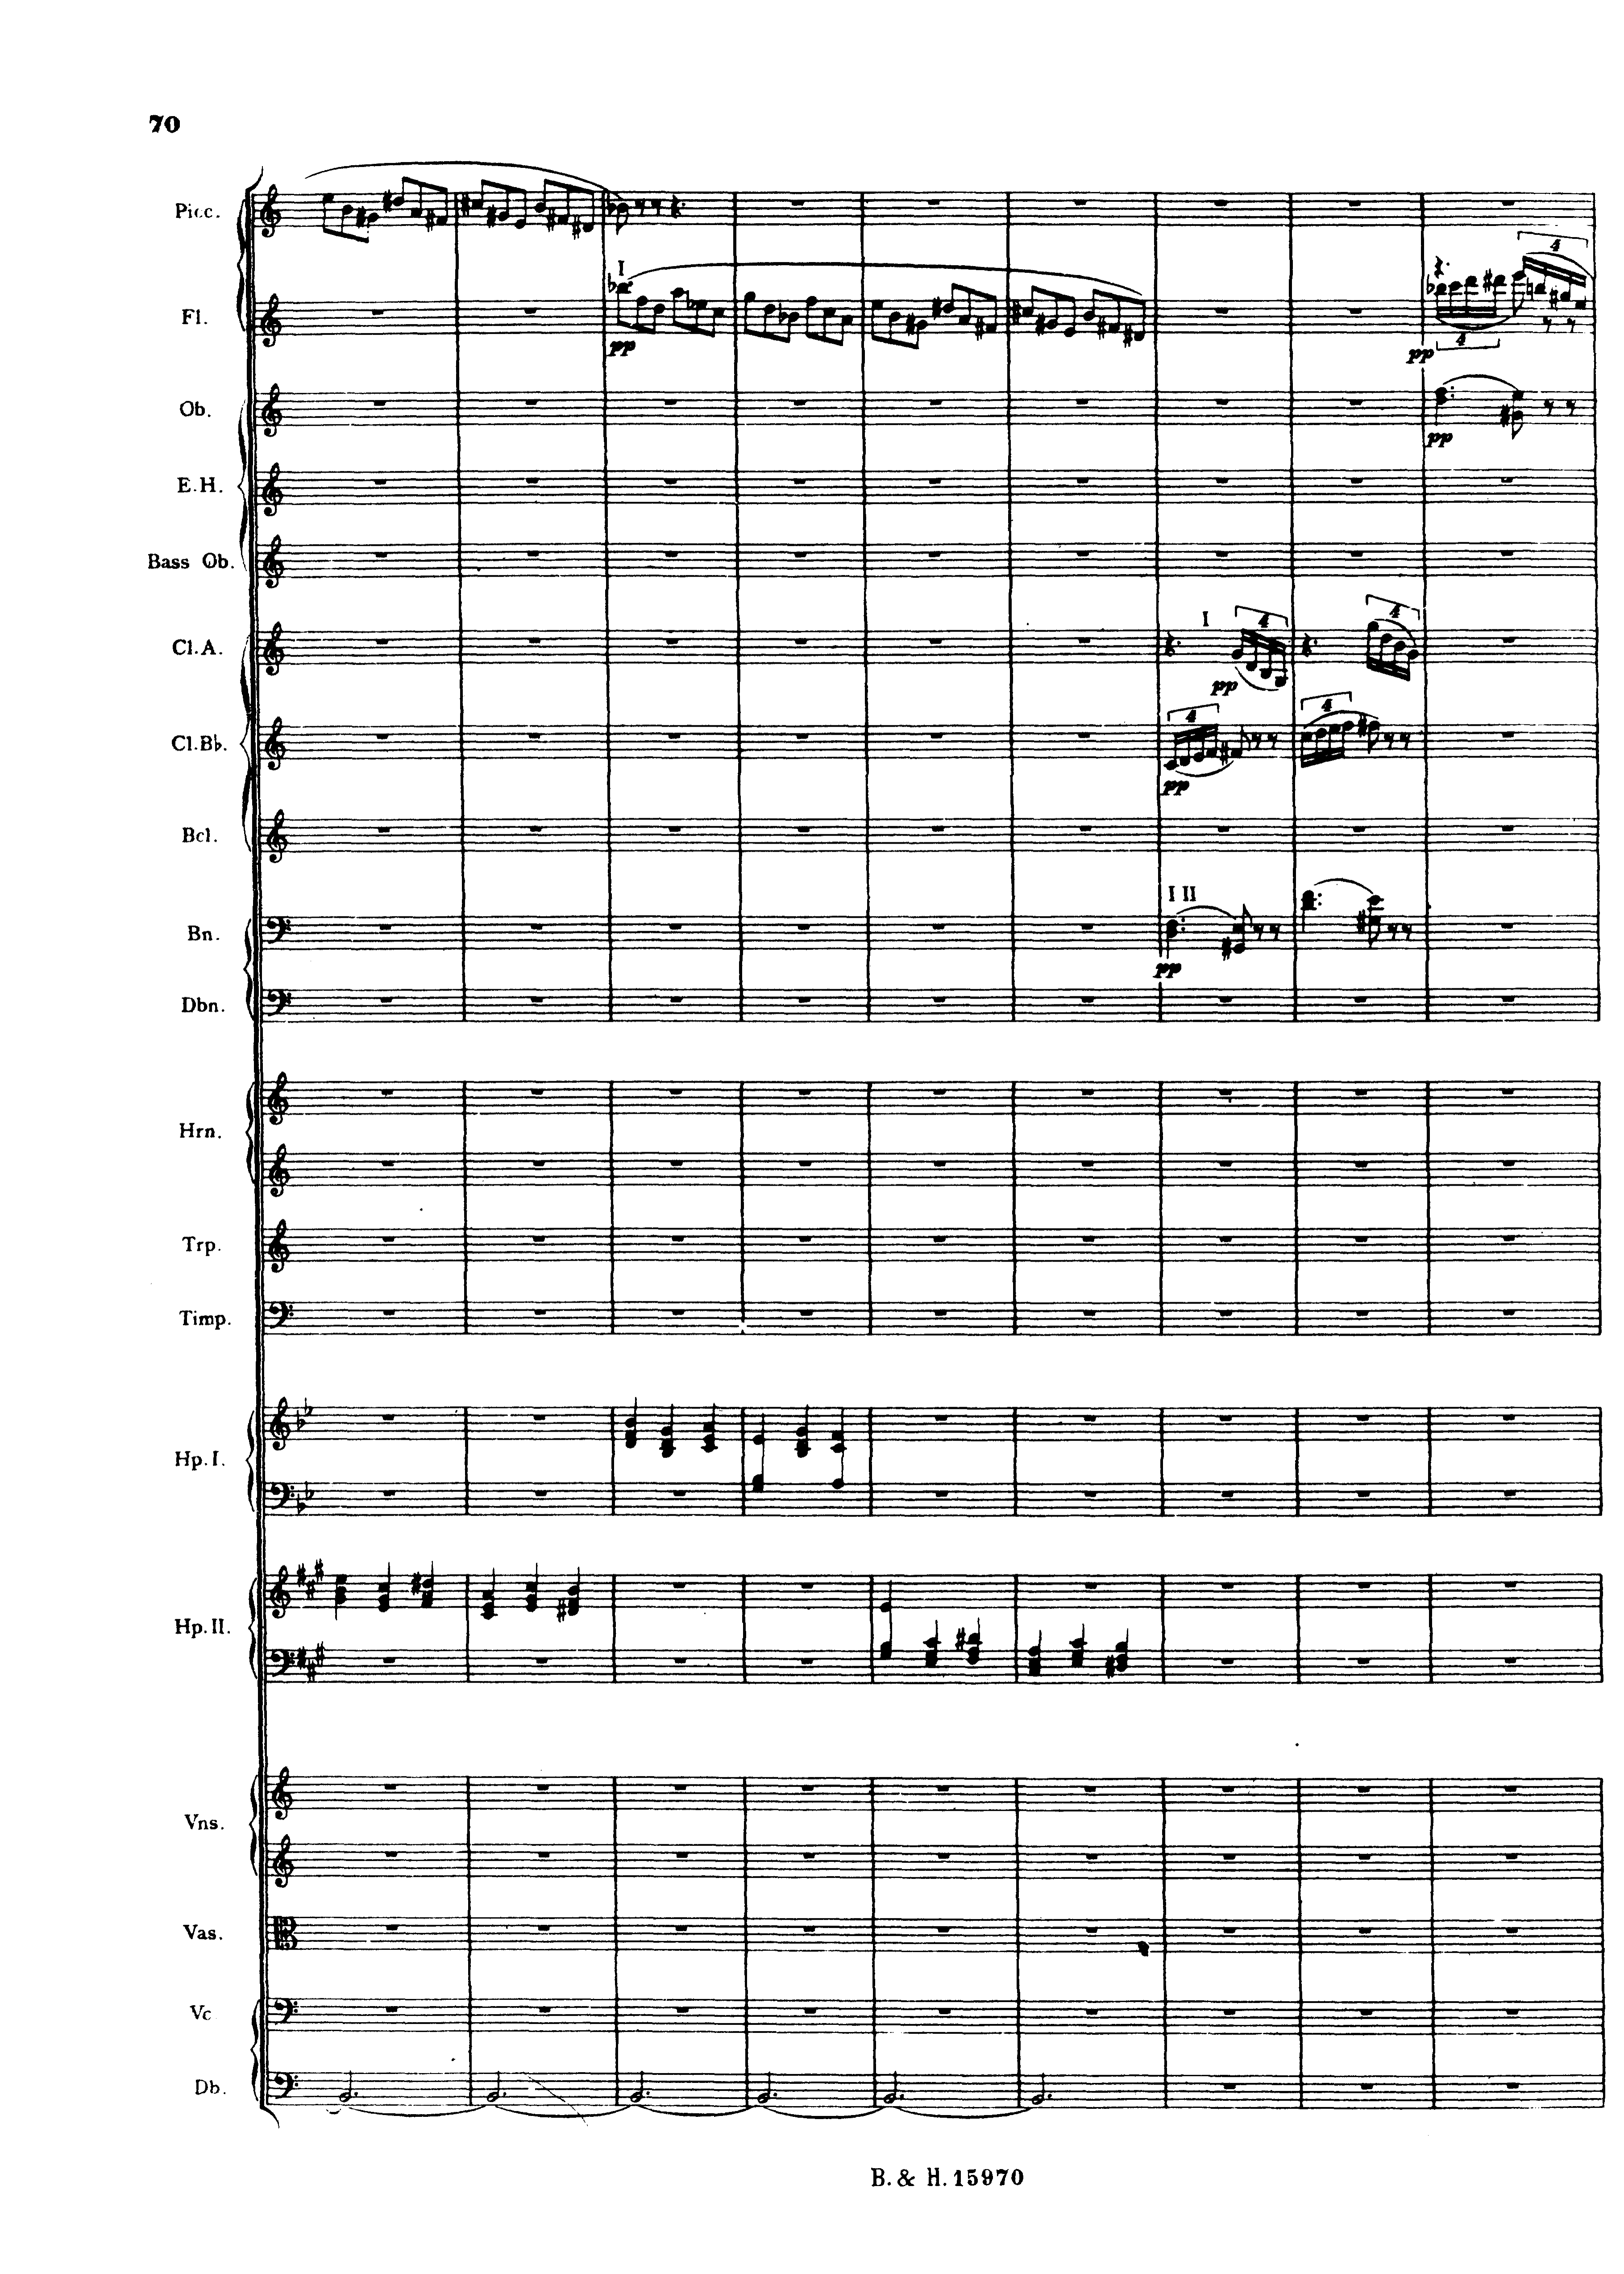 70
Picc.
I
Fl.
4
pp
4
pp
Ob.
pp
E.H.
Bass Ob.
Cl.A.
I
4
4
pp
Cl.B♭.
4
4
pp
Bcl.
I II
Bn.
pp
Dbn.
Hrn.
Trp.
Timp.
Hp.I.
Hp.II.
Vns.
Vas.
Vc
Db.
B. & H. 15970